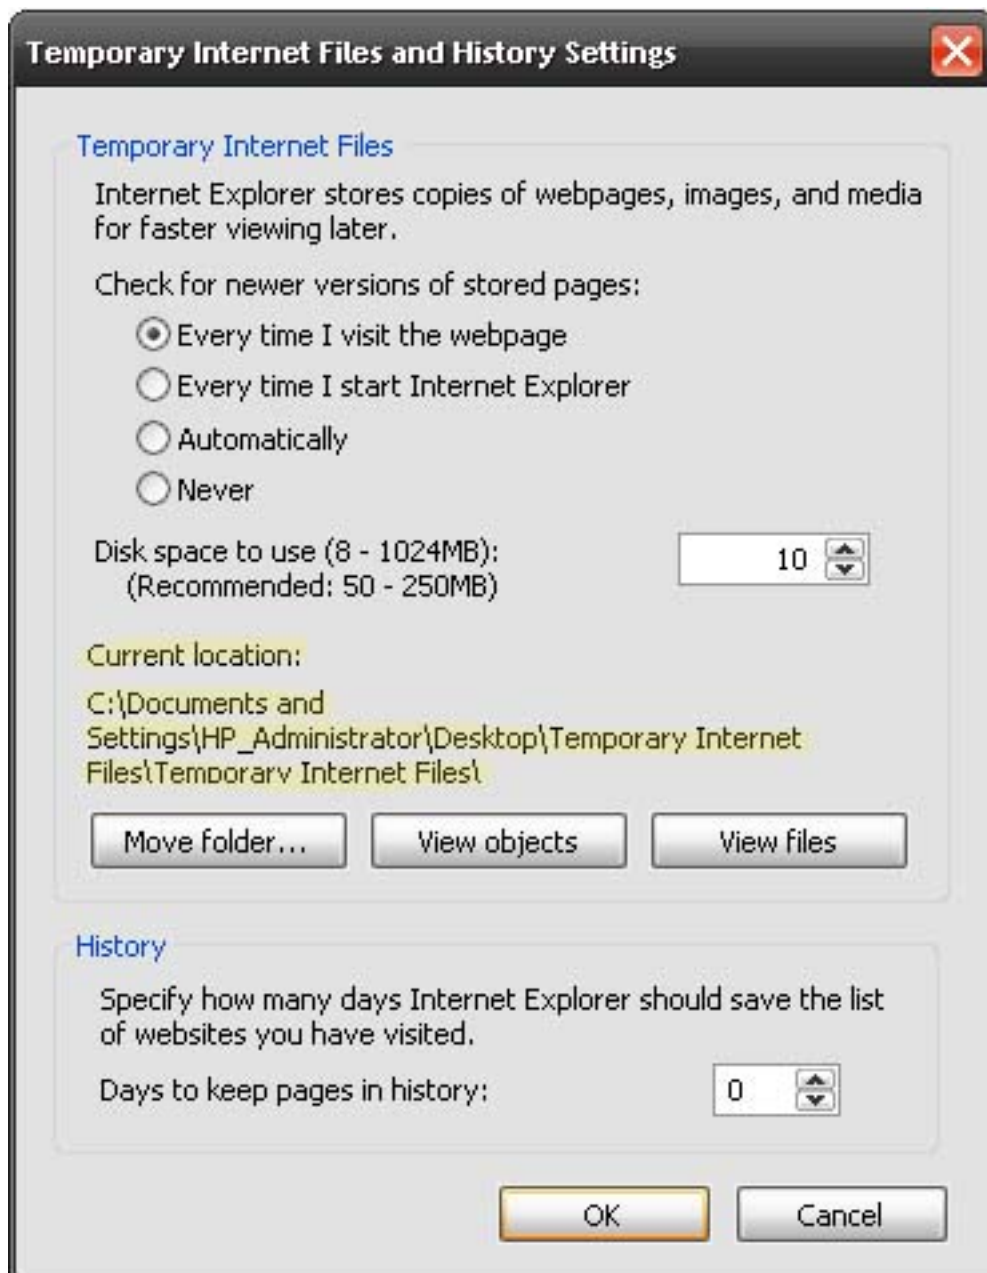 Temporary Internet Files and History Settings
Temporary Internet Files
Internet Explorer stores copies of webpages, images, and media
for faster viewing later.
Check for newer versions of stored pages:
Every time I visit the webpage
Every time I start Internet Explorer
Automatically
Never
Disk space to use (8 - 1024MB):
10
(Recommended: 50 - 250MB)
Current location:
C:\Documents and
Settings\HP_Administrator\Desktop\Temporary Internet
Files\Temporary Internet Files\
Move folder... View objects View files
History
Specify how many days Internet Explorer should save the list
of websites you have visited.
Days to keep pages in history: 0
OK Cancel